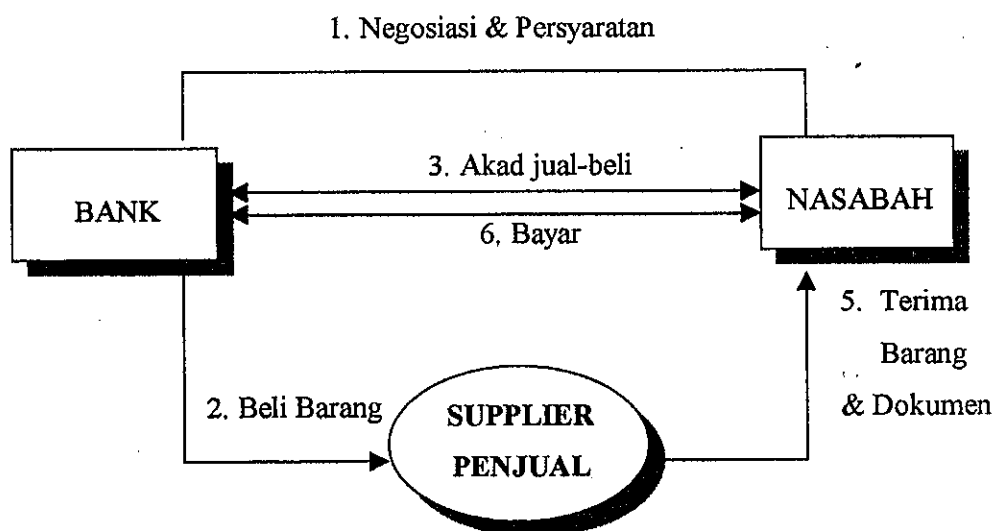 1. Negosiasi & Persyaratan
BANK
3. Akad jual-beli
6, Bayar
NASABAH
2. Beli Barang
SUPPLIER
PENJUAL
5. Terima
Barang
& Dokumen